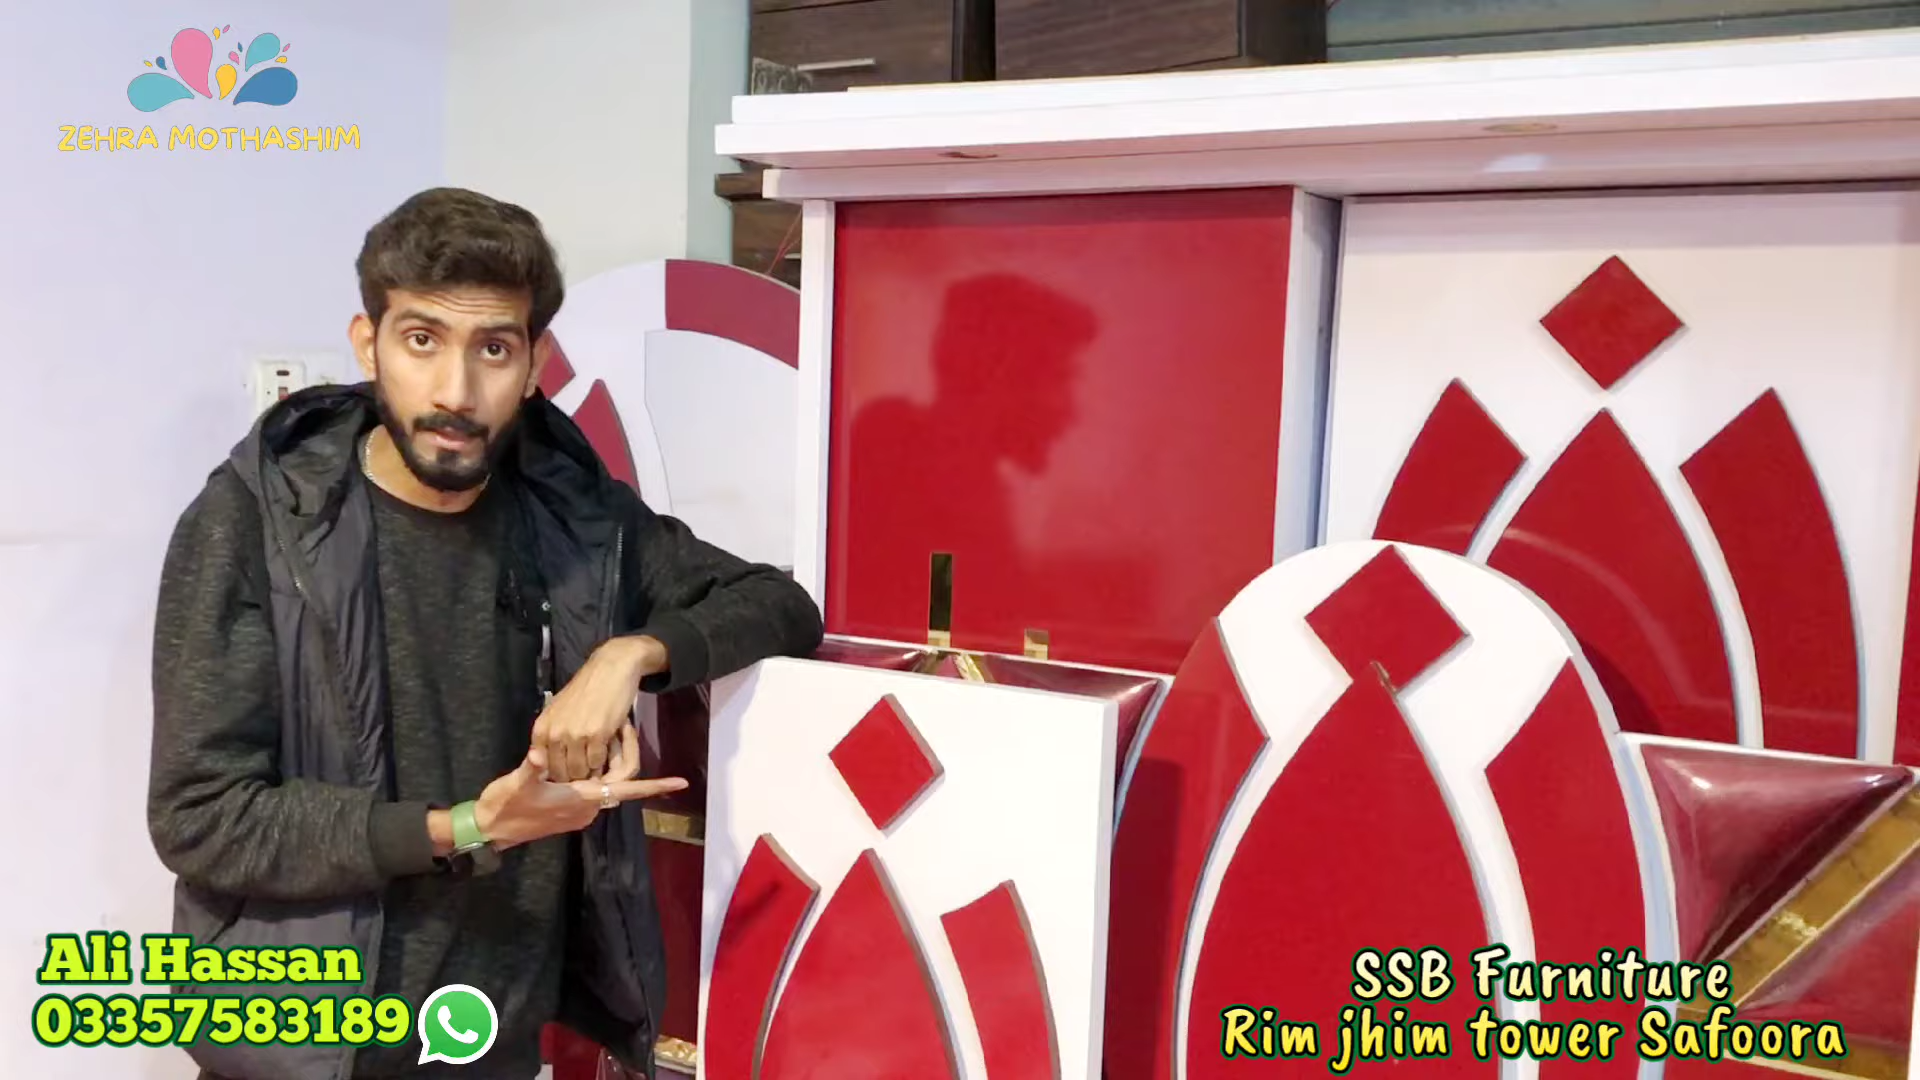 ZEHRA MOTHASHIM
Ali Hassan
03357583189
SSB Furniture
Rim jhim tower Safoora